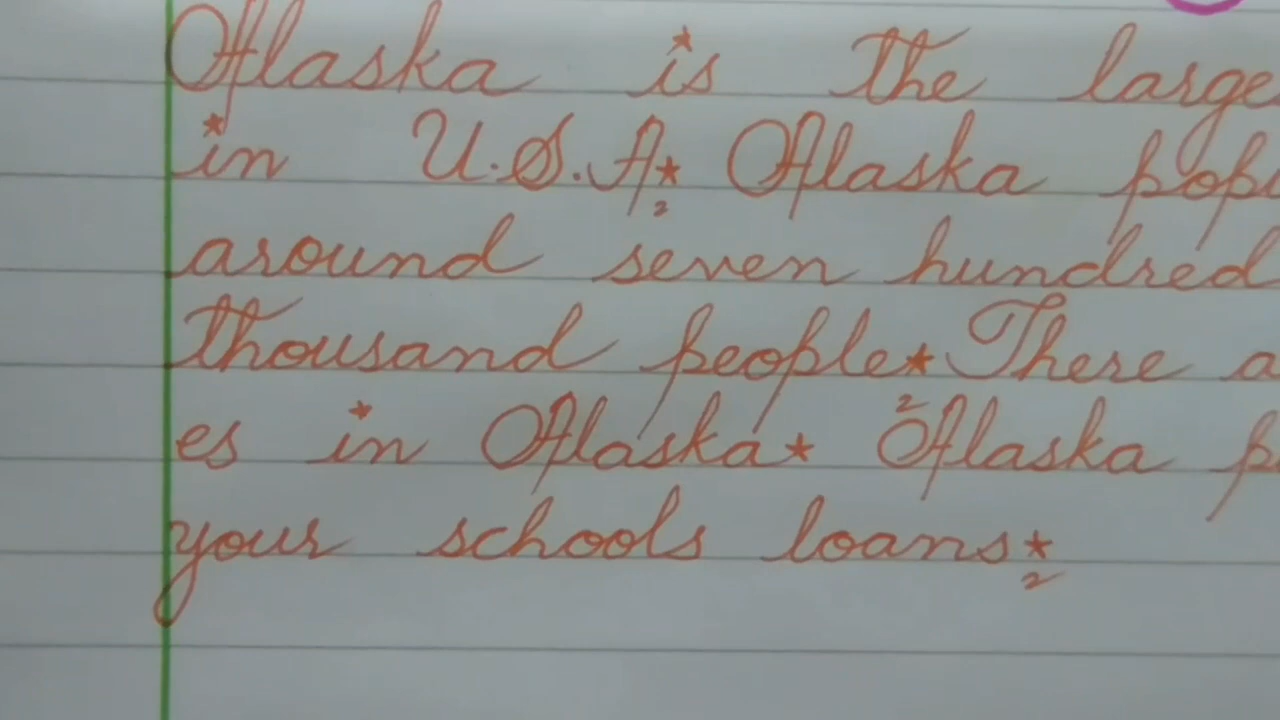 Alaska is the large
in U.S.A. Alaska popu
around seven hundred
thousand people. There a
es in Alaska. Alaska p
your schools loans.